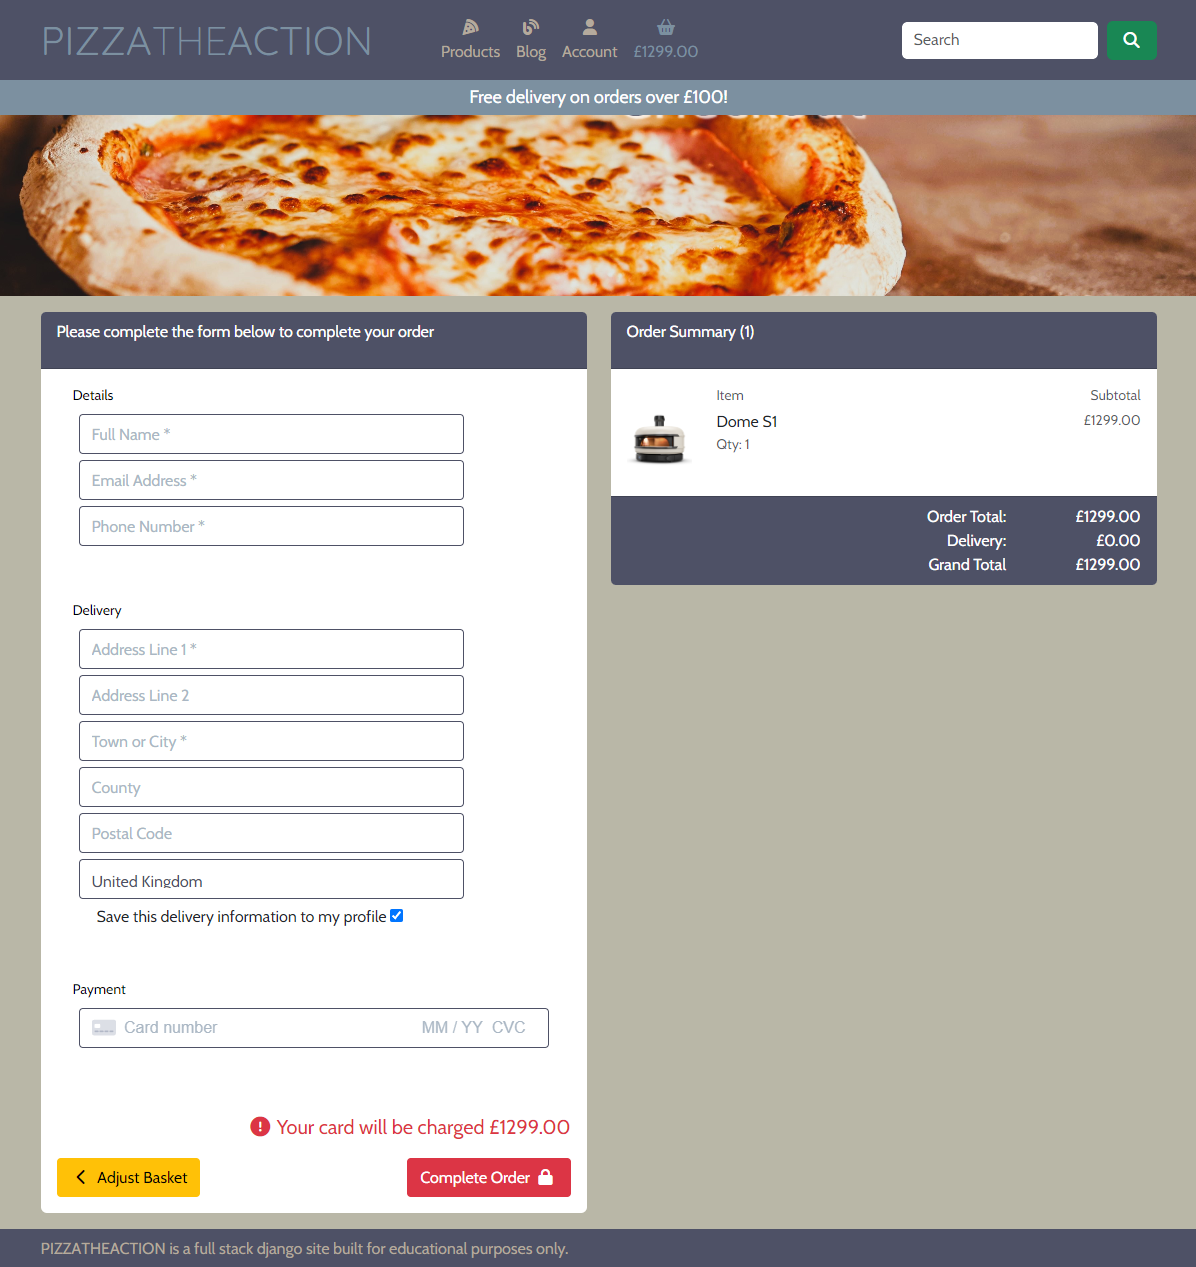 PIZZATHEACTION
Products
Blog
Account
£1299.00
Search
Free delivery on orders over £100!
Please complete the form below to complete your order
Details
Full Name *
Email Address *
Phone Number *
Delivery
Address Line 1 *
Address Line 2
Town or City *
County
Postal Code
United Kingdom
Save this delivery information to my profile
Payment
Card number MM / YY CVC
Your card will be charged £1299.00
Adjust Basket
Complete Order
Order Summary (1)
Item Subtotal
Dome S1 £1299.00
Qty: 1
Order Total: £1299.00
Delivery: £0.00
Grand Total £1299.00
PIZZATHEACTION is a full stack django site built for educational purposes only.